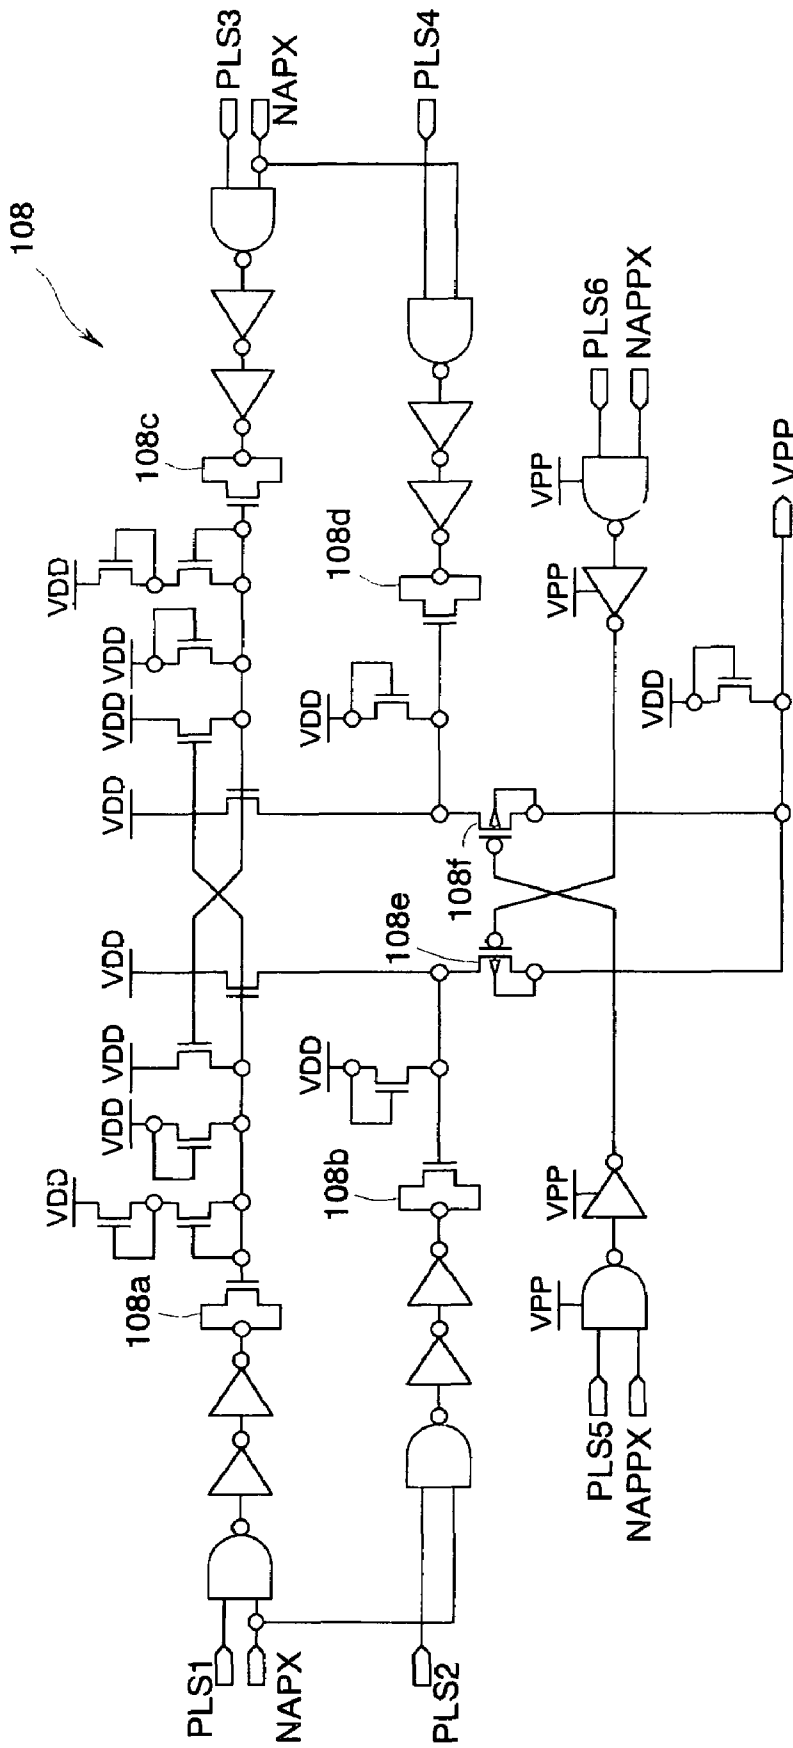 108
PLS3
NAPX
PLS4
108c
VDD
VDD
VDD
VDD
108d
VDD
VPP
PLS6
NAPPX
VPP
108f
VDD
VPP
VDD
108e
VDD
VDD
VDD
108a
VDD
108b
VPP
VPP
PLS1
NAPX
PLS2
PLS5
NAPPX